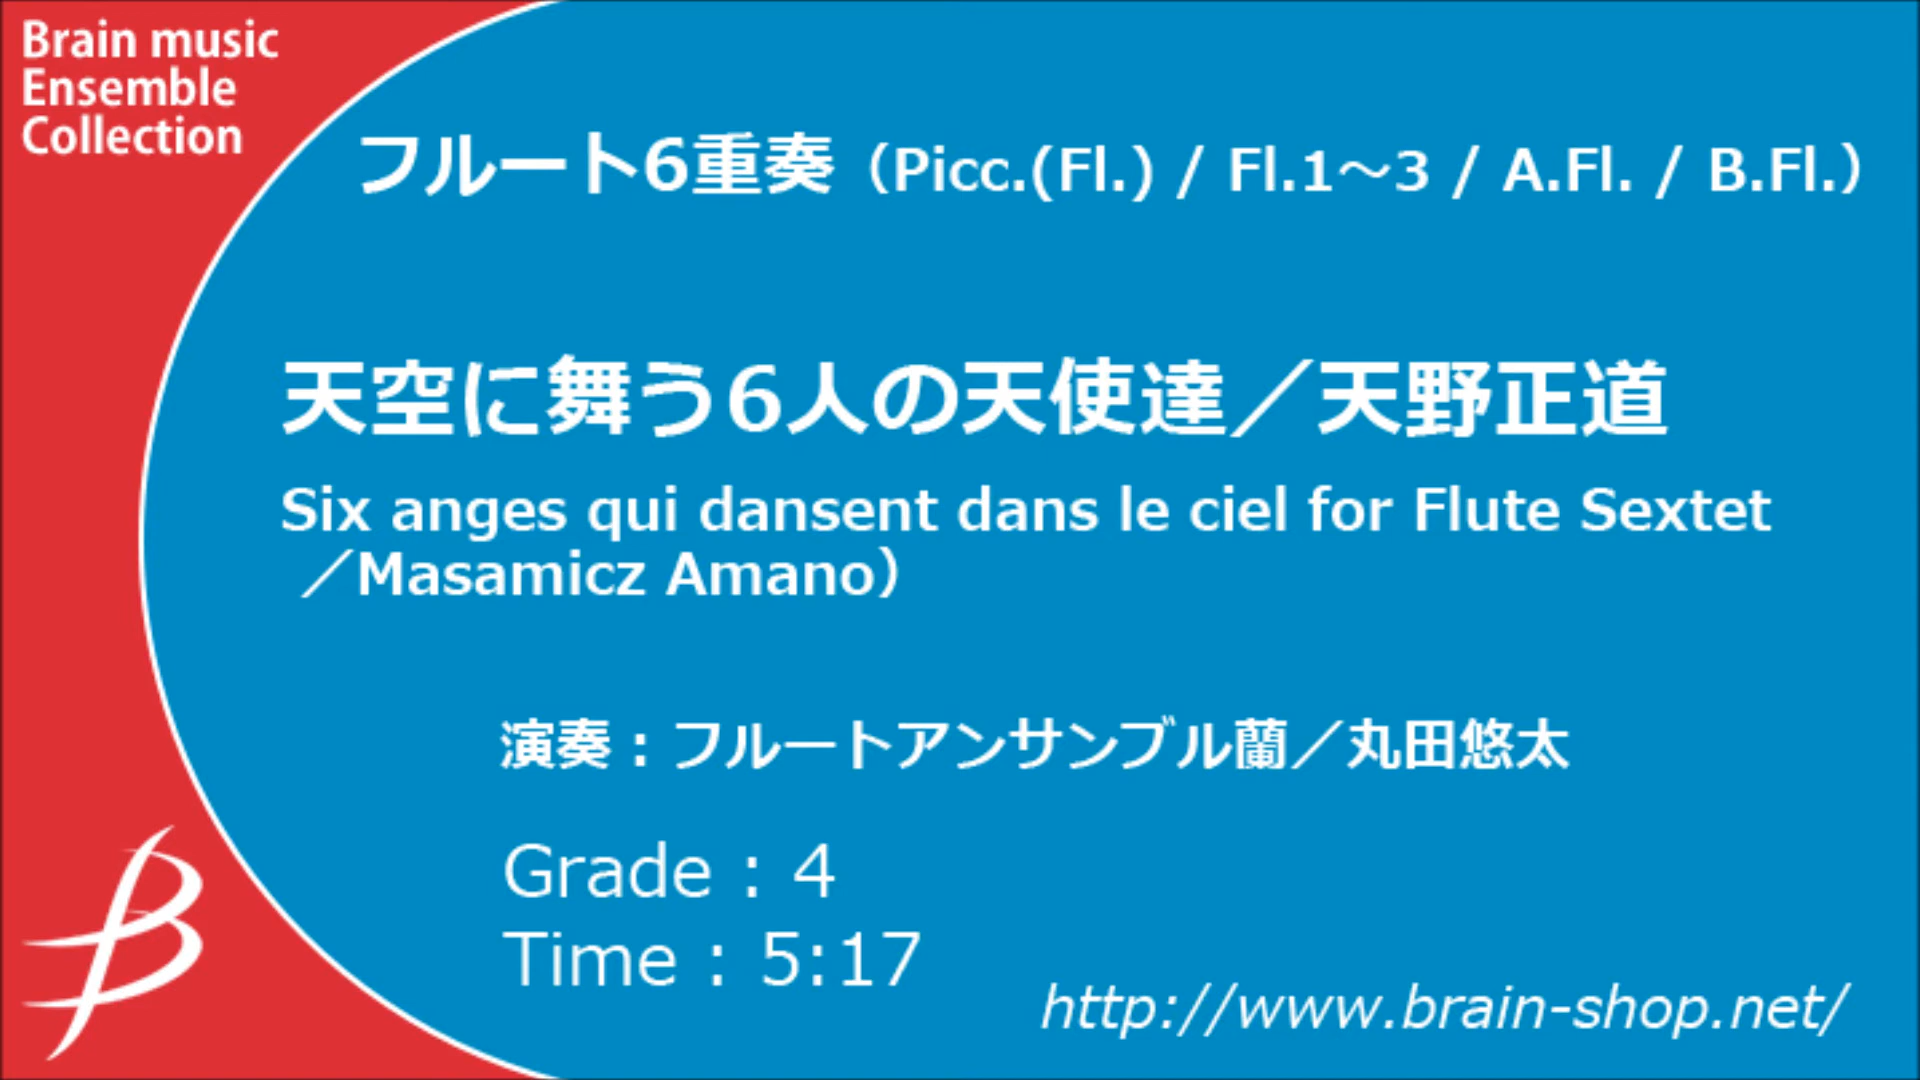 Brain music
Ensemble
Collection
フルート6重奏（Picc.(Fl.) / Fl.1～3 / A.Fl. / B.Fl.）
天空に舞う6人の天使達／天野正道
Six anges qui dansent dans le ciel for Flute Sextet
／Masamicz Amano）
演奏：フルートアンサンブル蘭／丸田悠太
Grade : 4
Time : 5:17
http://www.brain-shop.net/